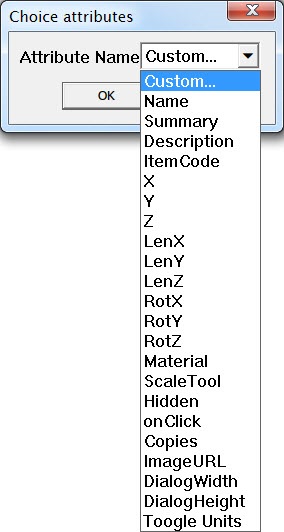 Choice attributes
Attribute Name Custom...
OK
Custom...
Name
Summary
Description
ItemCode
X
Y
Z
LenX
LenY
LenZ
RotX
RotY
RotZ
Material
ScaleTool
Hidden
onClick
Copies
ImageURL
DialogWidth
DialogHeight
Toogle Units